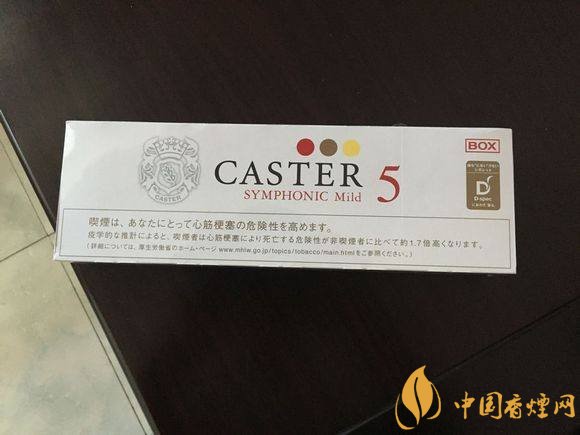 CASTER
CASTER 5
SYMPHONIC Mild
BOX
D
D-spec
喫煙は、あなたにとって心筋梗塞の危険性を高めます。
疫学的な推計によると、喫煙者は心筋梗塞により死亡する危険性が非喫煙者に比べて約1.7倍高くなります。
(詳細については、厚生労働省のホーム・ページ www.mhlw.go.jp/topics/tobacco/main.htmlをご参照ください。)
中国香烟网